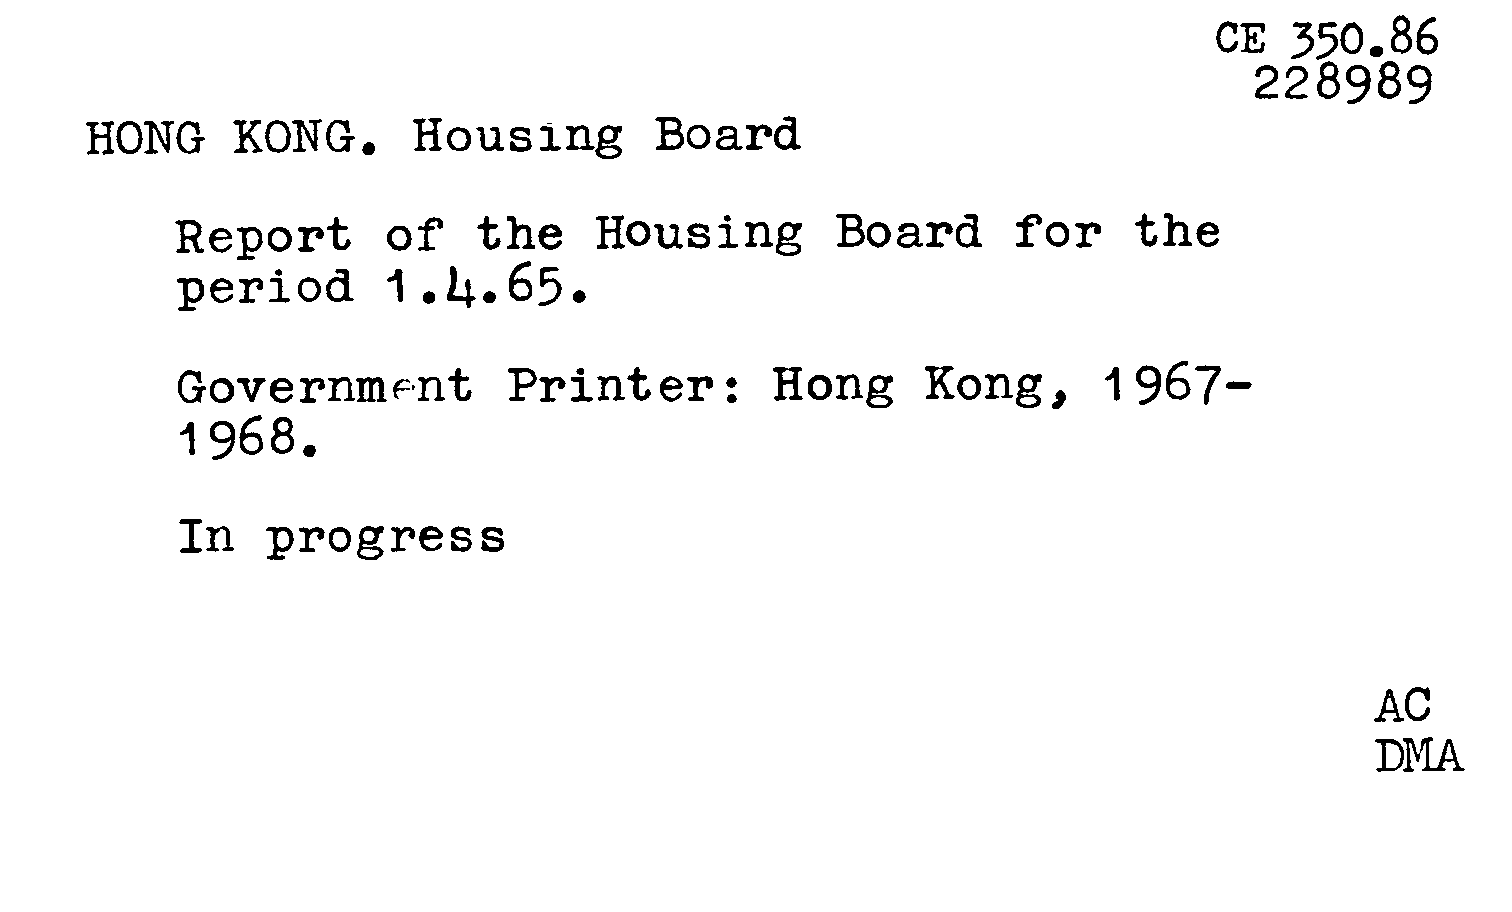 CE 350.86
228989
HONG KONG. Housing Board
Report of the Housing Board for the
period 1.4.65.
Government Printer: Hong Kong, 1967-
1968.
In progress
AC
DMA